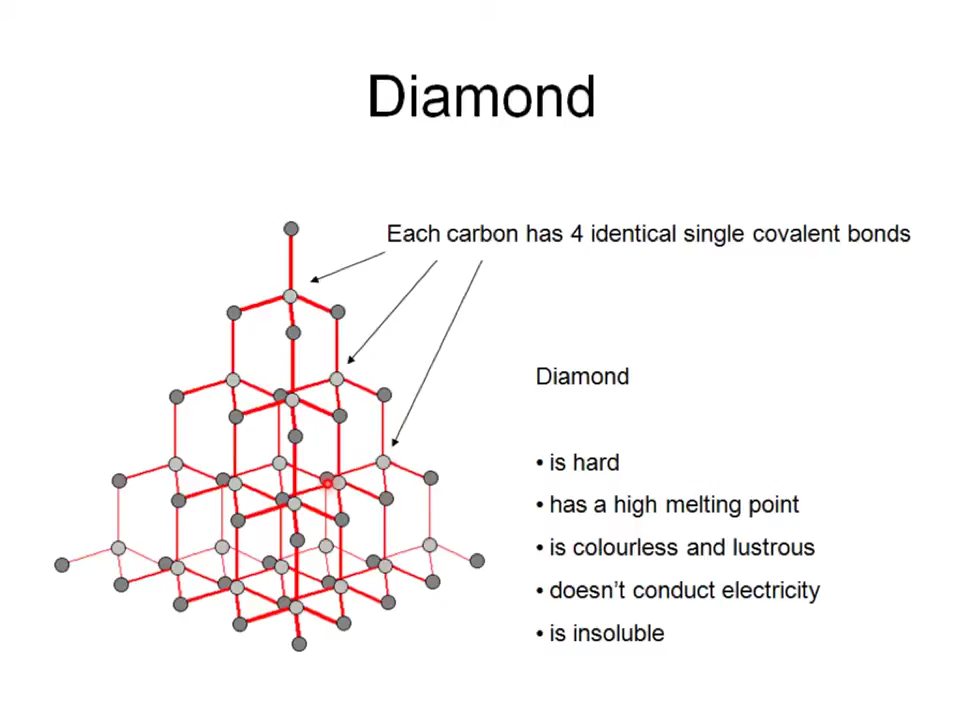 Diamond
Each carbon has 4 identical single covalent bonds
Diamond
• is hard
• has a high melting point
• is colourless and lustrous
• doesn’t conduct electricity
• is insoluble